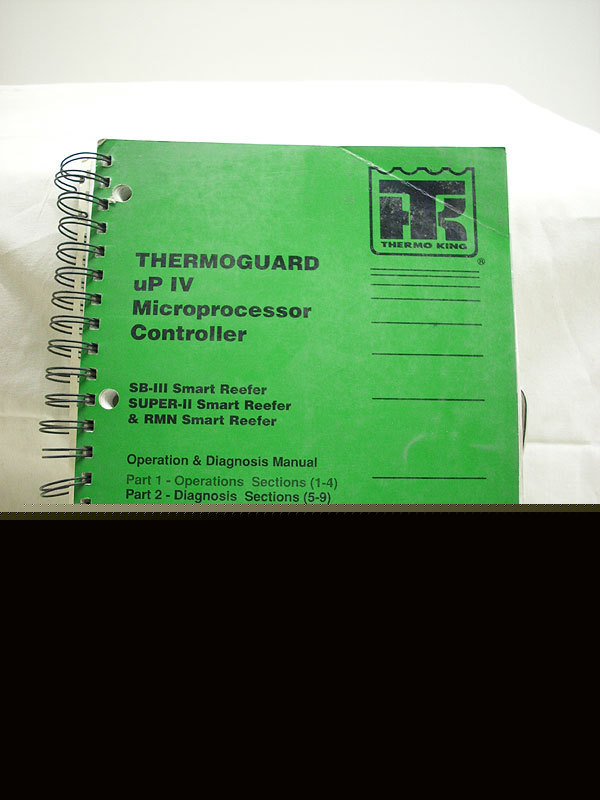 TK
THERMO KING
®
THERMOGUARD
uP IV
Microprocessor
Controller
SB-III Smart Reefer
SUPER-II Smart Reefer
& RMN Smart Reefer
Operation & Diagnosis Manual
Part 1 - Operations Sections (1-4)
Part 2 - Diagnosis Sections (5-9)